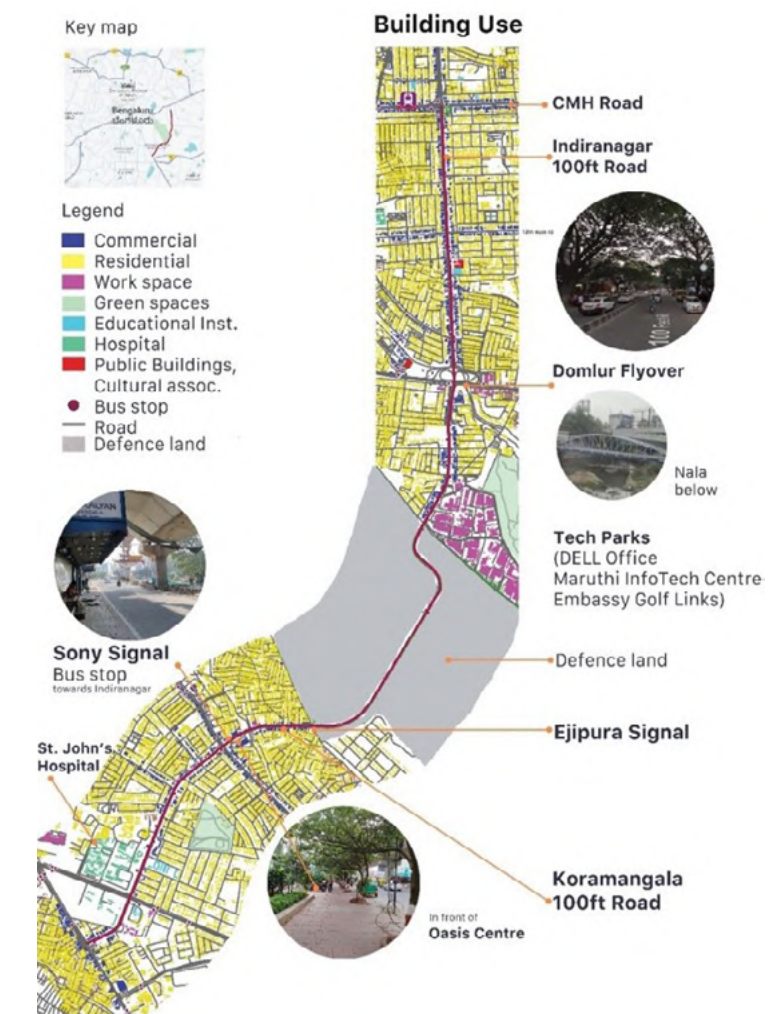 Key map
Building Use
Bengaluru
CMH Road
Indiranagar
100ft Road
Legend
Commercial
Residential
Work space
Green spaces
Educational Inst.
Hospital
Public Buildings,
Cultural assoc.
Bus stop
Road
Defence land
Domlur Flyover
Nala
below
Tech Parks
(DELL Office
Maruthi InfoTech Centre
Embassy Golf Links)
Sony Signal
Bus stop
towards Indiranagar
Defence land
Ejipura Signal
St. John's
Hospital
Koramangala
100ft Road
In front of
Oasis Centre